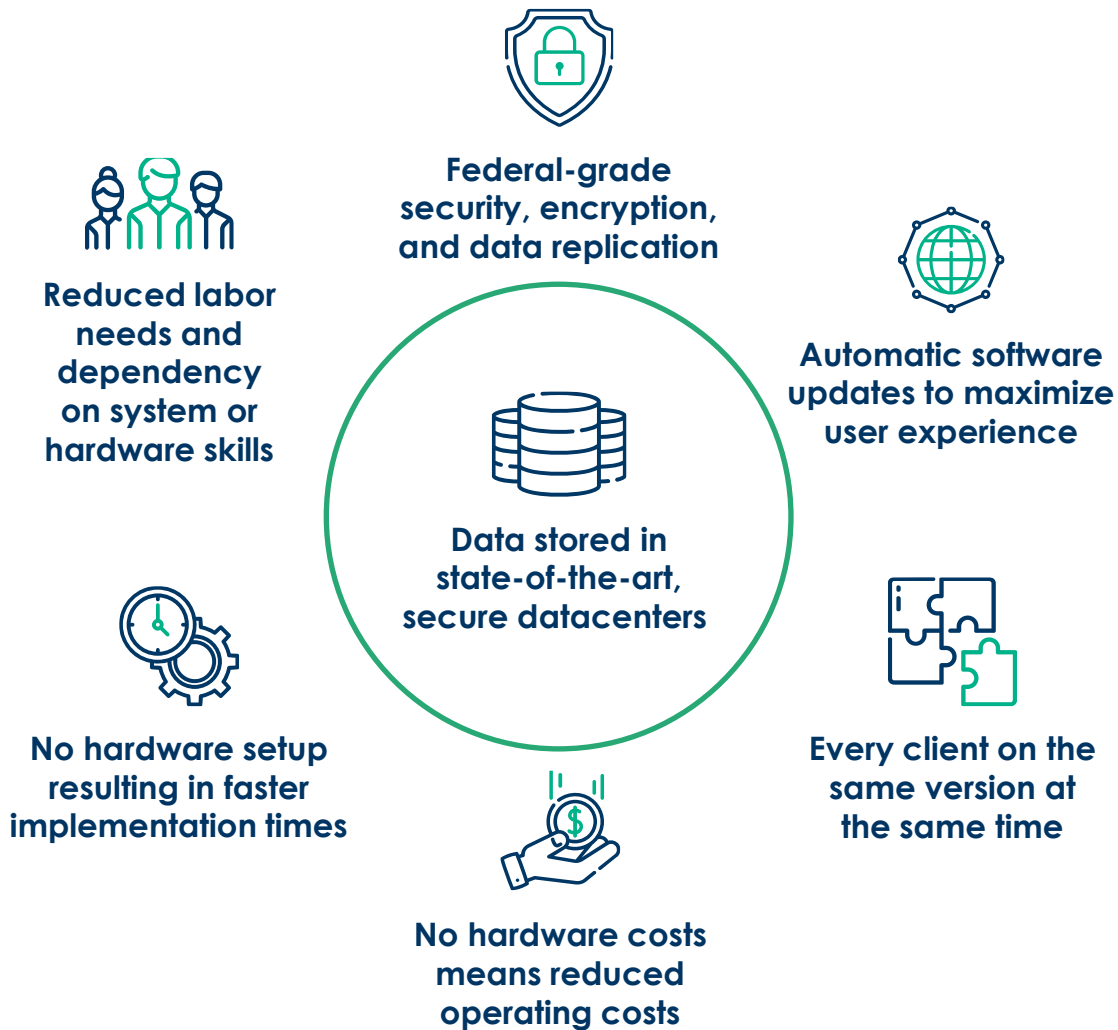 Federal-grade
security, encryption,
and data replication
Reduced labor
needs and
dependency
on system or
hardware skills
Automatic software
updates to maximize
user experience
Data stored in
state-of-the-art,
secure datacenters
No hardware setup
resulting in faster
implementation times
Every client on the
same version at
the same time
$
No hardware costs
means reduced
operating costs